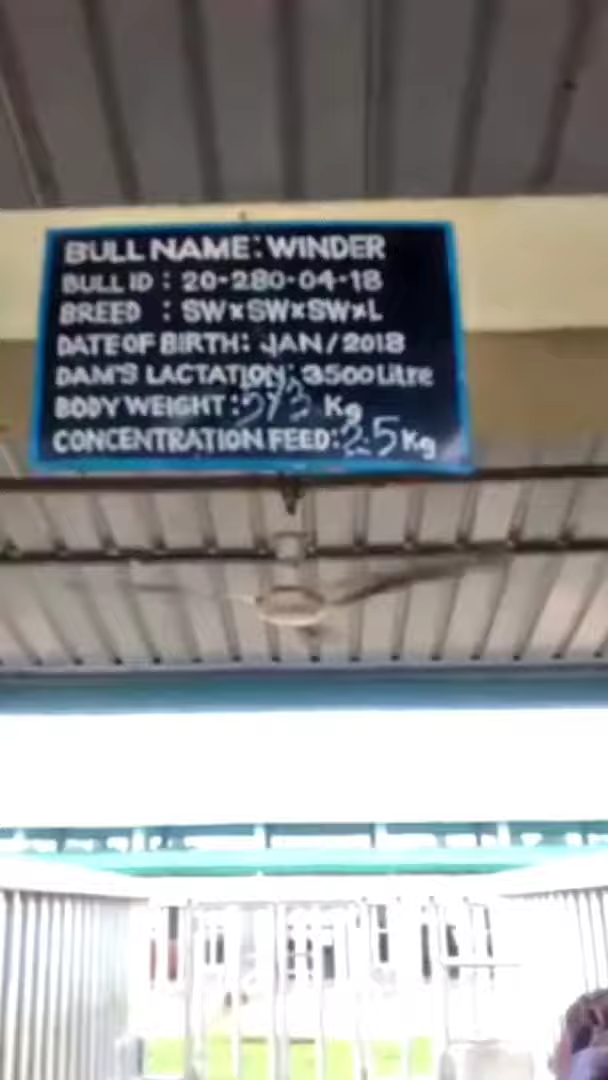 BULL NAME: WINDER
BULL ID : 20-280-04-18
BREED : SW x SW x SW x L
DATE OF BIRTH: JAN/2018
DAM'S LACTATION: 3500 Litre
BODY WEIGHT: Kg
CONCENTRATION FEED: 2.5 Kg